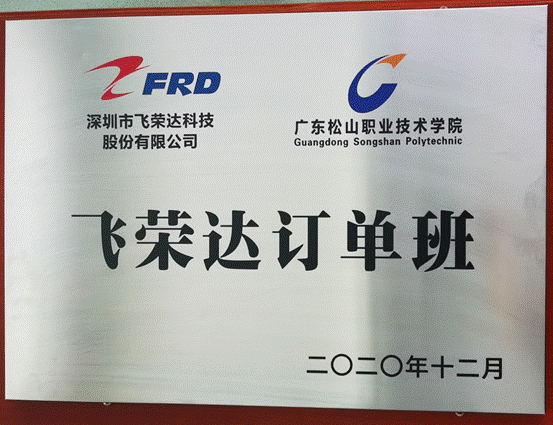 FRD
深圳市飞荣达科技
股份有限公司
广东松山职业技术学院
Guangdong Songshan Polytechnic
飞荣达订单班
二〇二〇年十二月